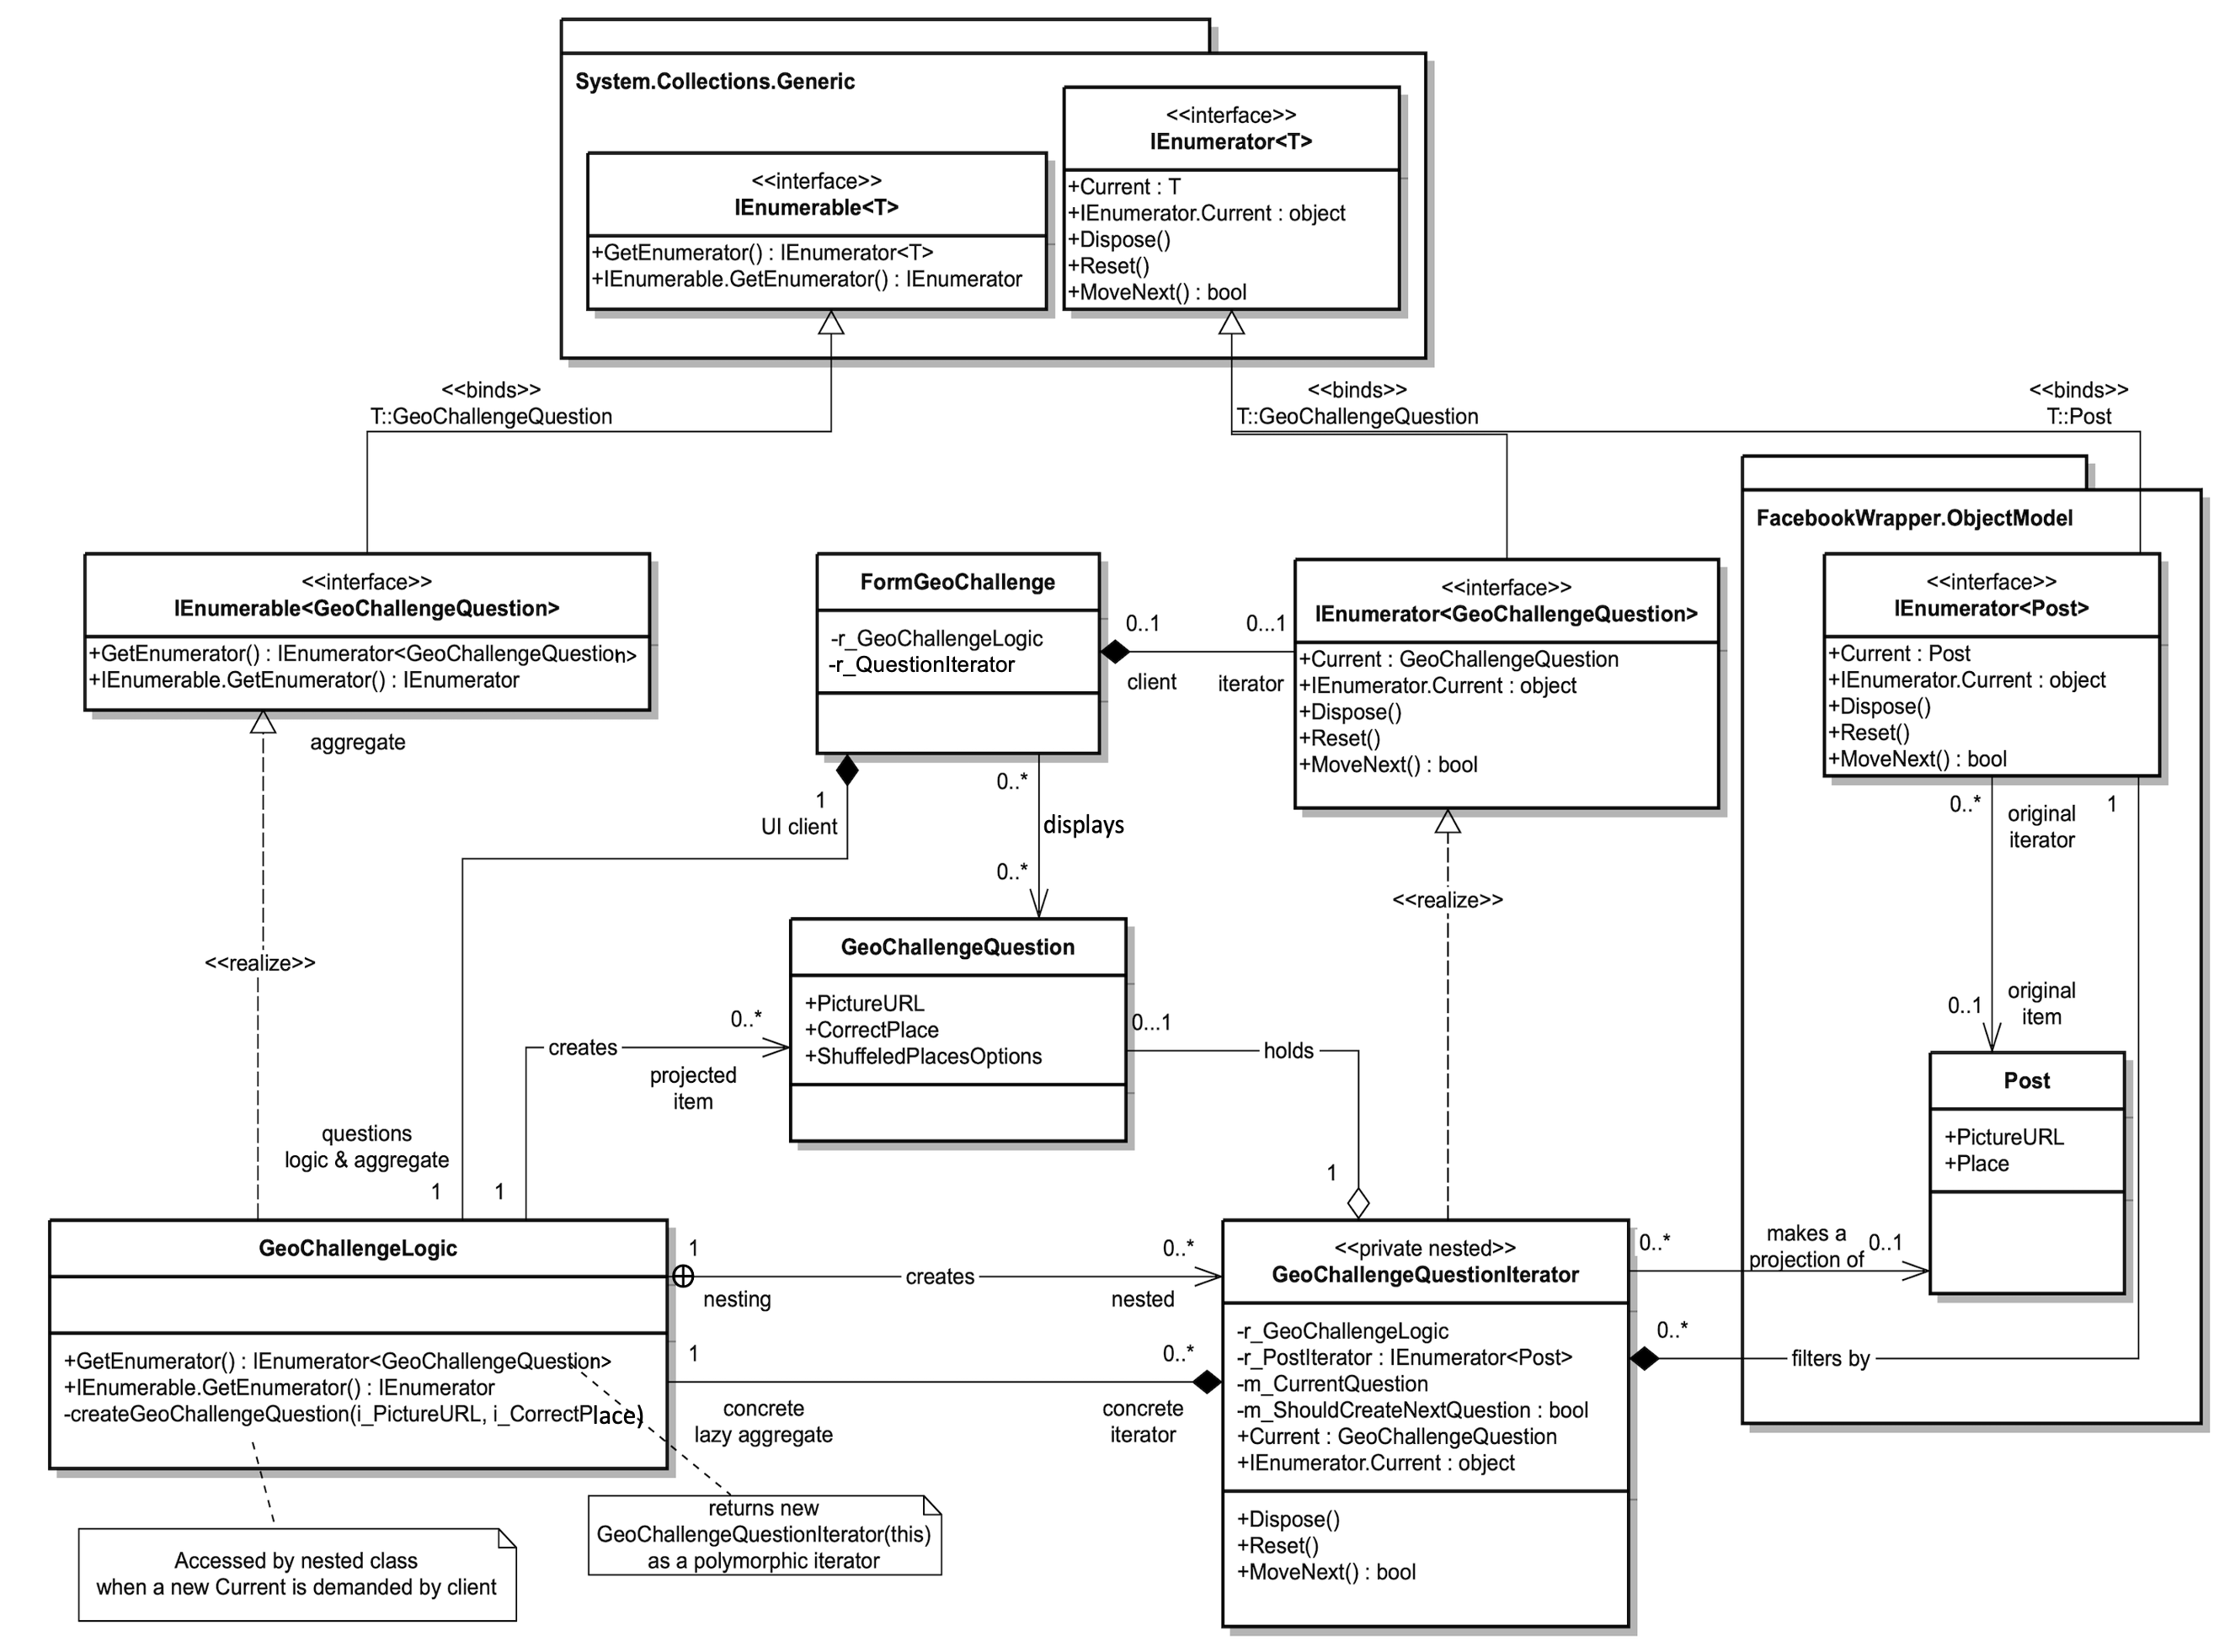 System.Collections.Generic
<<interface>>
IEnumerator<T>
+Current : T
+IEnumerator.Current : object
+Dispose()
+Reset()
+MoveNext() : bool
<<interface>>
IEnumerable<T>
+GetEnumerator() : IEnumerator<T>
+IEnumerable.GetEnumerator() : IEnumerator
<<binds>>
T::GeoChallengeQuestion
<<binds>>
T::GeoChallengeQuestion
<<binds>>
T::Post
FacebookWrapper.ObjectModel
<<interface>>
IEnumerable<GeoChallengeQuestion>
+GetEnumerator() : IEnumerator<GeoChallengeQuestion>
+IEnumerable.GetEnumerator() : IEnumerator
aggregate
FormGeoChallenge
-r_GeoChallengeLogic
-r_QuestionIterator
0..1
0...1
client
iterator
<<interface>>
IEnumerator<GeoChallengeQuestion>
+Current : GeoChallengeQuestion
+IEnumerator.Current : object
+Dispose()
+Reset()
+MoveNext() : bool
<<interface>>
IEnumerator<Post>
+Current : Post
+IEnumerator.Current : object
+Dispose()
+Reset()
+MoveNext() : bool
1
UI client
0..*
displays
0..*
0..*
original
iterator
1
<<realize>>
<<realize>>
GeoChallengeQuestion
+PictureURL
+CorrectPlace
+ShuffeledPlacesOptions
0..*
creates
projected
item
0...1
holds
1
0..1
original
item
Post
+PictureURL
+Place
questions
logic & aggregate
1
1
GeoChallengeLogic
+GetEnumerator() : IEnumerator<GeoChallengeQuestion>
+IEnumerable.GetEnumerator() : IEnumerator
-createGeoChallengeQuestion(i_PictureURL, i_CorrectPlace)
1
0..*
creates
nesting
nested
1
0..*
concrete
lazy aggregate
concrete
iterator
<<private nested>>
GeoChallengeQuestionIterator
-r_GeoChallengeLogic
-r_PostIterator : IEnumerator<Post>
-m_CurrentQuestion
-m_ShouldCreateNextQuestion : bool
+Current : GeoChallengeQuestion
+IEnumerator.Current : object
+Dispose()
+Reset()
+MoveNext() : bool
0..*
makes a
projection of
0..1
0..*
filters by
returns new
GeoChallengeQuestionIterator(this)
as a polymorphic iterator
Accessed by nested class
when a new Current is demanded by client